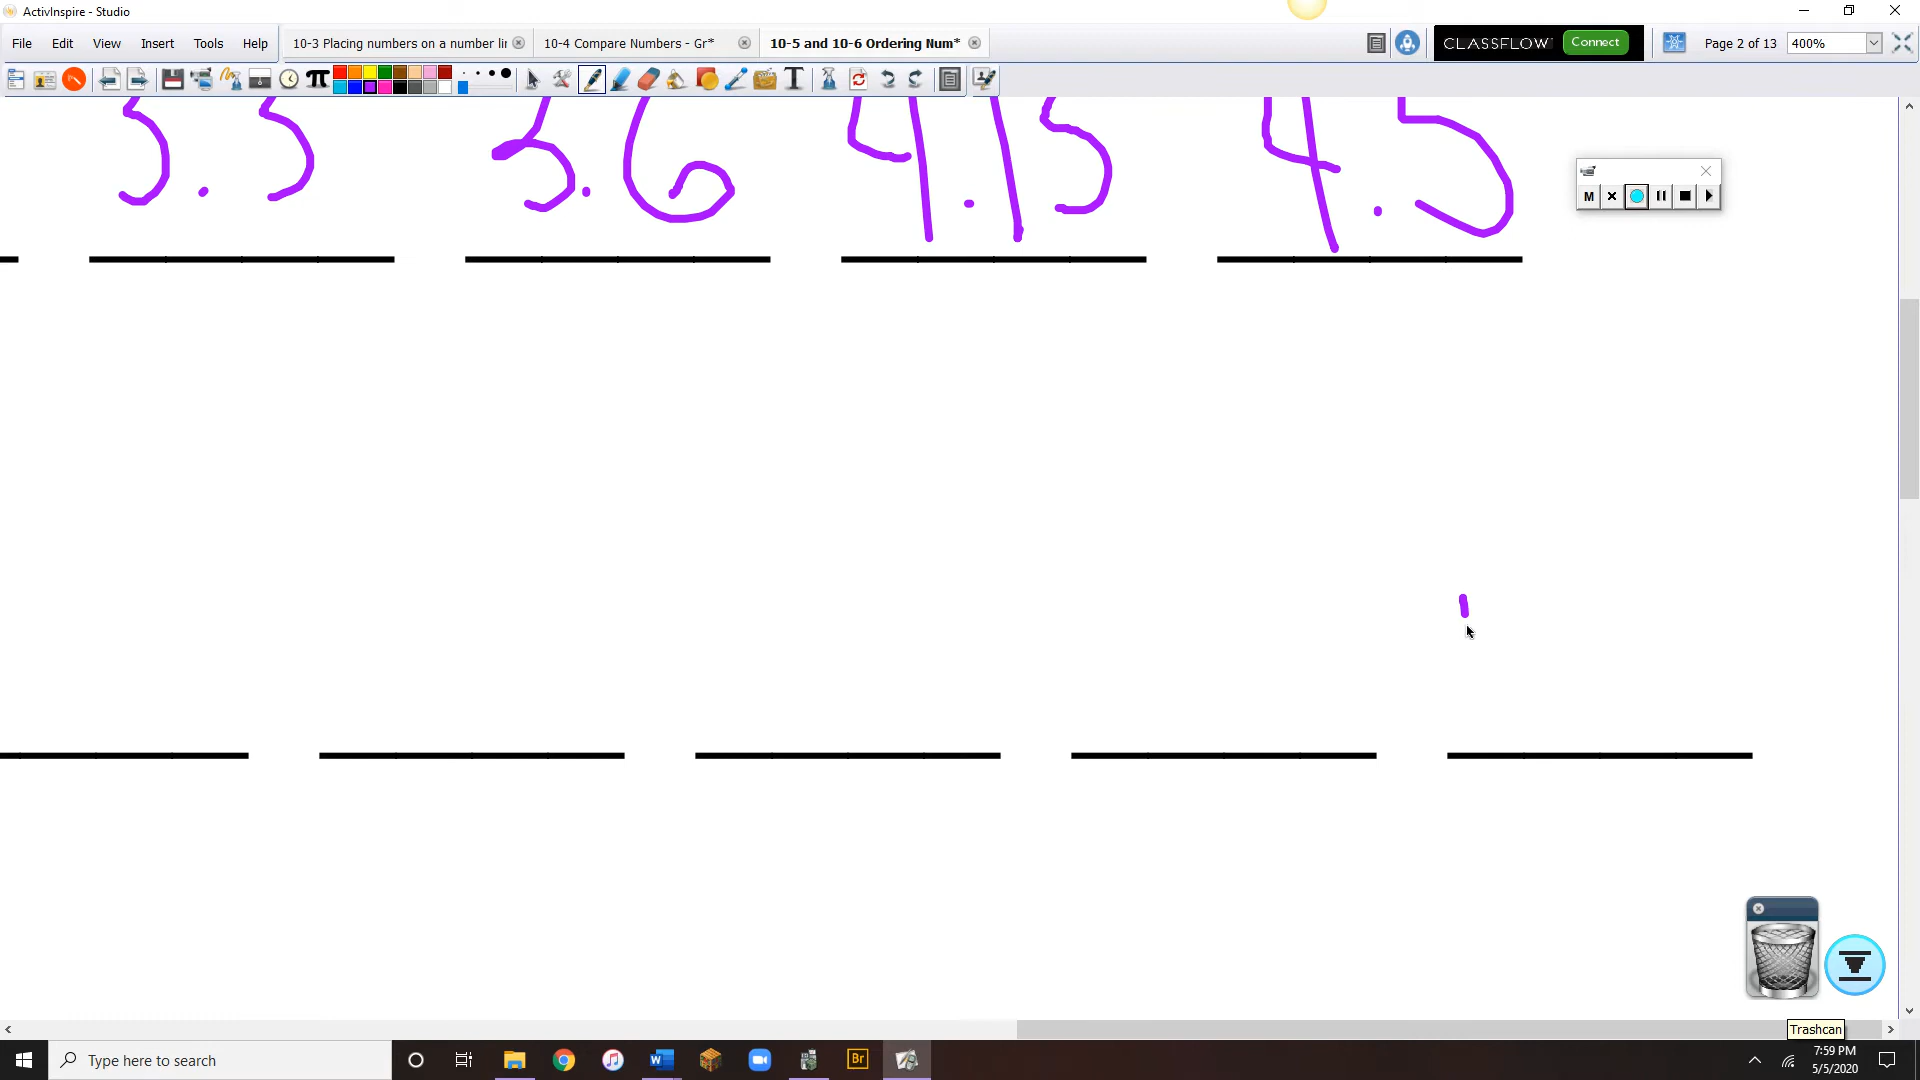 ActivInspire - Studio
File Edit View Insert Tools Help
10-3 Placing numbers on a number lin
10-4 Compare Numbers - Gr*
10-5 and 10-6 Ordering Num*
CLASSFLOW Connect
Page 2 of 13 400%
3.3 3.6 4.15 4.5
M
Trashcan
Type here to search
W
Br
7:59 PM
5/5/2020